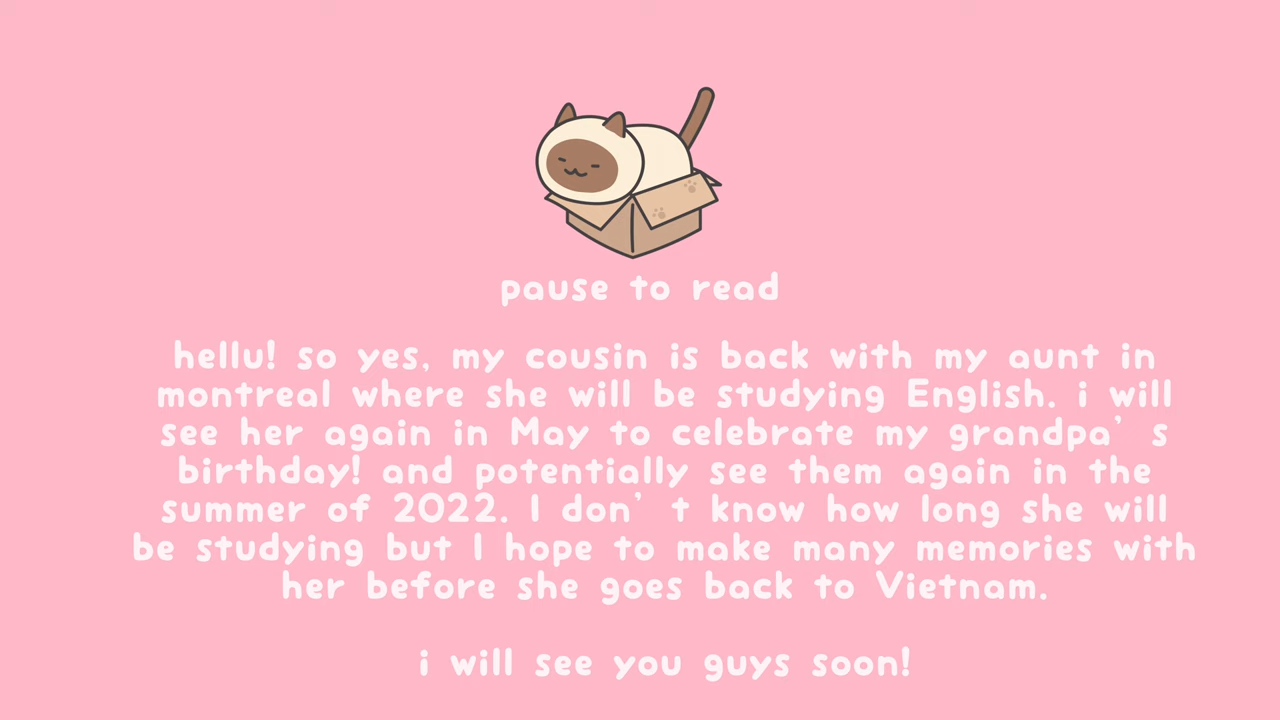 pause to read
hellu! so yes, my cousin is back with my aunt in
montreal where she will be studying English. i will
see her again in May to celebrate my grandpa’ s
birthday! and potentially see them again in the
summer of 2022. I don’ t know how long she will
be studying but I hope to make many memories with
her before she goes back to Vietnam.
i will see you guys soon!